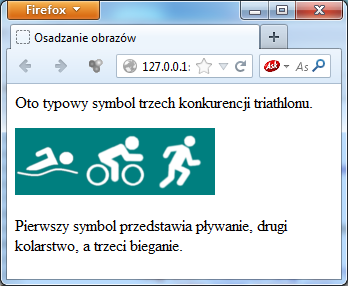 Firefox
Osadzanie obrazów
127.0.0.1:
Ask
As
Oto typowy symbol trzech konkurencji triathlonu.
Pierwszy symbol przedstawia pływanie, drugi
kolarstwo, a trzeci bieganie.